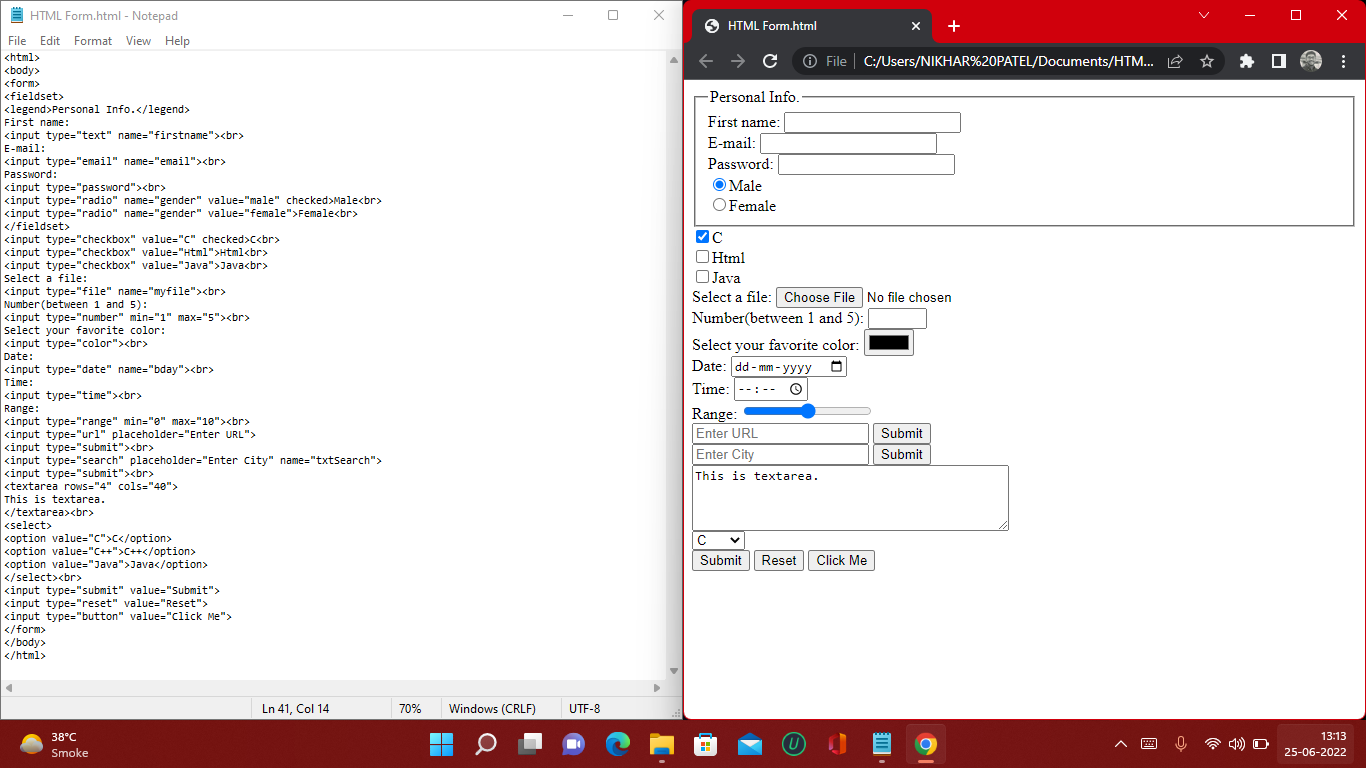 HTML Form.html - Notepad
File Edit Format View Help
<html>
<body>
<form>
<fieldset>
<legend>Personal Info.</legend>
First name:
<input type="text" name="firstname"><br>
E-mail:
<input type="email" name="email"><br>
Password:
<input type="password"><br>
<input type="radio" name="gender" value="male" checked>Male<br>
<input type="radio" name="gender" value="female">Female<br>
</fieldset>
<input type="checkbox" value="C" checked>C<br>
<input type="checkbox" value="Html">Html<br>
<input type="checkbox" value="Java">Java<br>
Select a file:
<input type="file" name="myfile"><br>
Number(between 1 and 5):
<input type="number" min="1" max="5"><br>
Select your favorite color:
<input type="color"><br>
Date:
<input type="date" name="bday"><br>
Time:
<input type="time"><br>
Range:
<input type="range" min="0" max="10"><br>
<input type="url" placeholder="Enter URL">
<input type="submit"><br>
<input type="search" placeholder="Enter City" name="txtSearch">
<input type="submit"><br>
<textarea rows="4" cols="40">
This is textarea.
</textarea><br>
<select>
<option value="C">C</option>
<option value="C++">C++</option>
<option value="Java">Java</option>
</select><br>
<input type="submit" value="Submit">
<input type="reset" value="Reset">
<input type="button" value="Click Me">
</form>
</body>
</html>
Ln 41, Col 14 70% Windows (CRLF) UTF-8
HTML Form.html
File C:/Users/NIKHAR%20PATEL/Documents/HTM...
Personal Info.
First name:
E-mail:
Password:
Male
Female
C
Html
Java
Select a file: Choose File No file chosen
Number(between 1 and 5):
Select your favorite color:
Date: dd-mm-yyyy
Time: --:--
Range:
Enter URL Submit
Enter City Submit
This is textarea.
C
Submit Reset Click Me
38°C
Smoke
13:13
25-06-2022